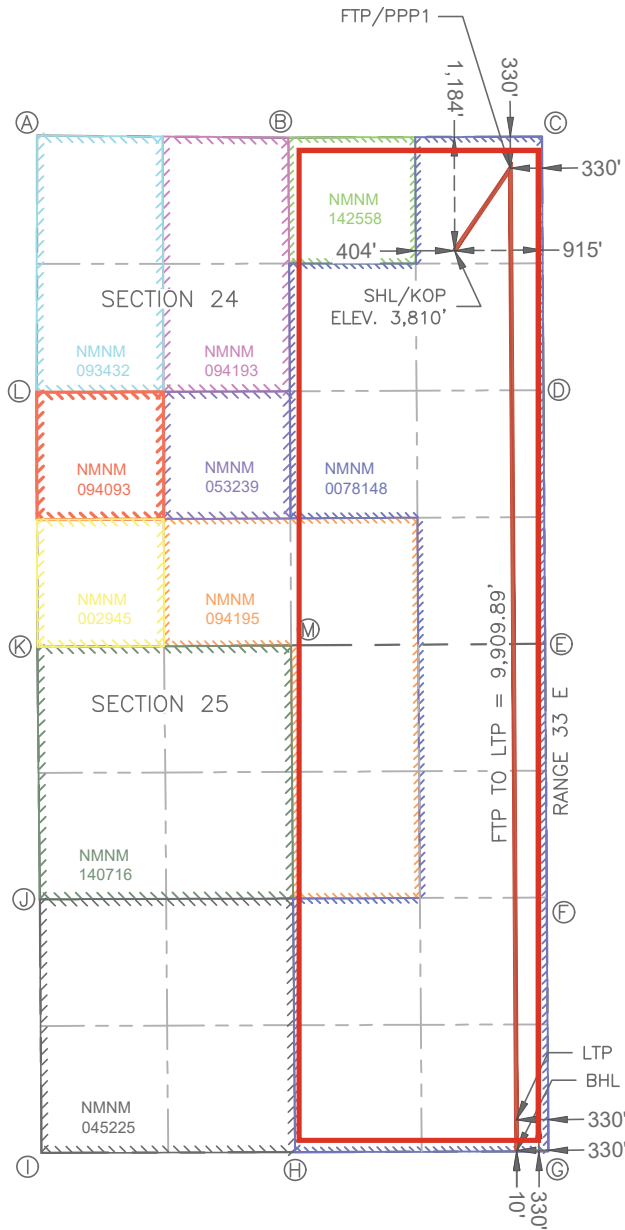 FTP/PPP1
1,184'
330'
A
B
C
330'
NMNM
142558
404'
915'
SHL/KOP
ELEV. 3,810'
SECTION 24
NMNM
093432
NMNM
094193
L
D
NMNM
094093
NMNM
053239
NMNM
0078148
NMNM
002945
NMNM
094195
M
K
E
SECTION 25
FTP TO LTP = 9,909.89'
RANGE 33 E
NMNM
140716
J
F
LTP
BHL
NMNM
045225
330'
330'
I
H
G
10'
330'